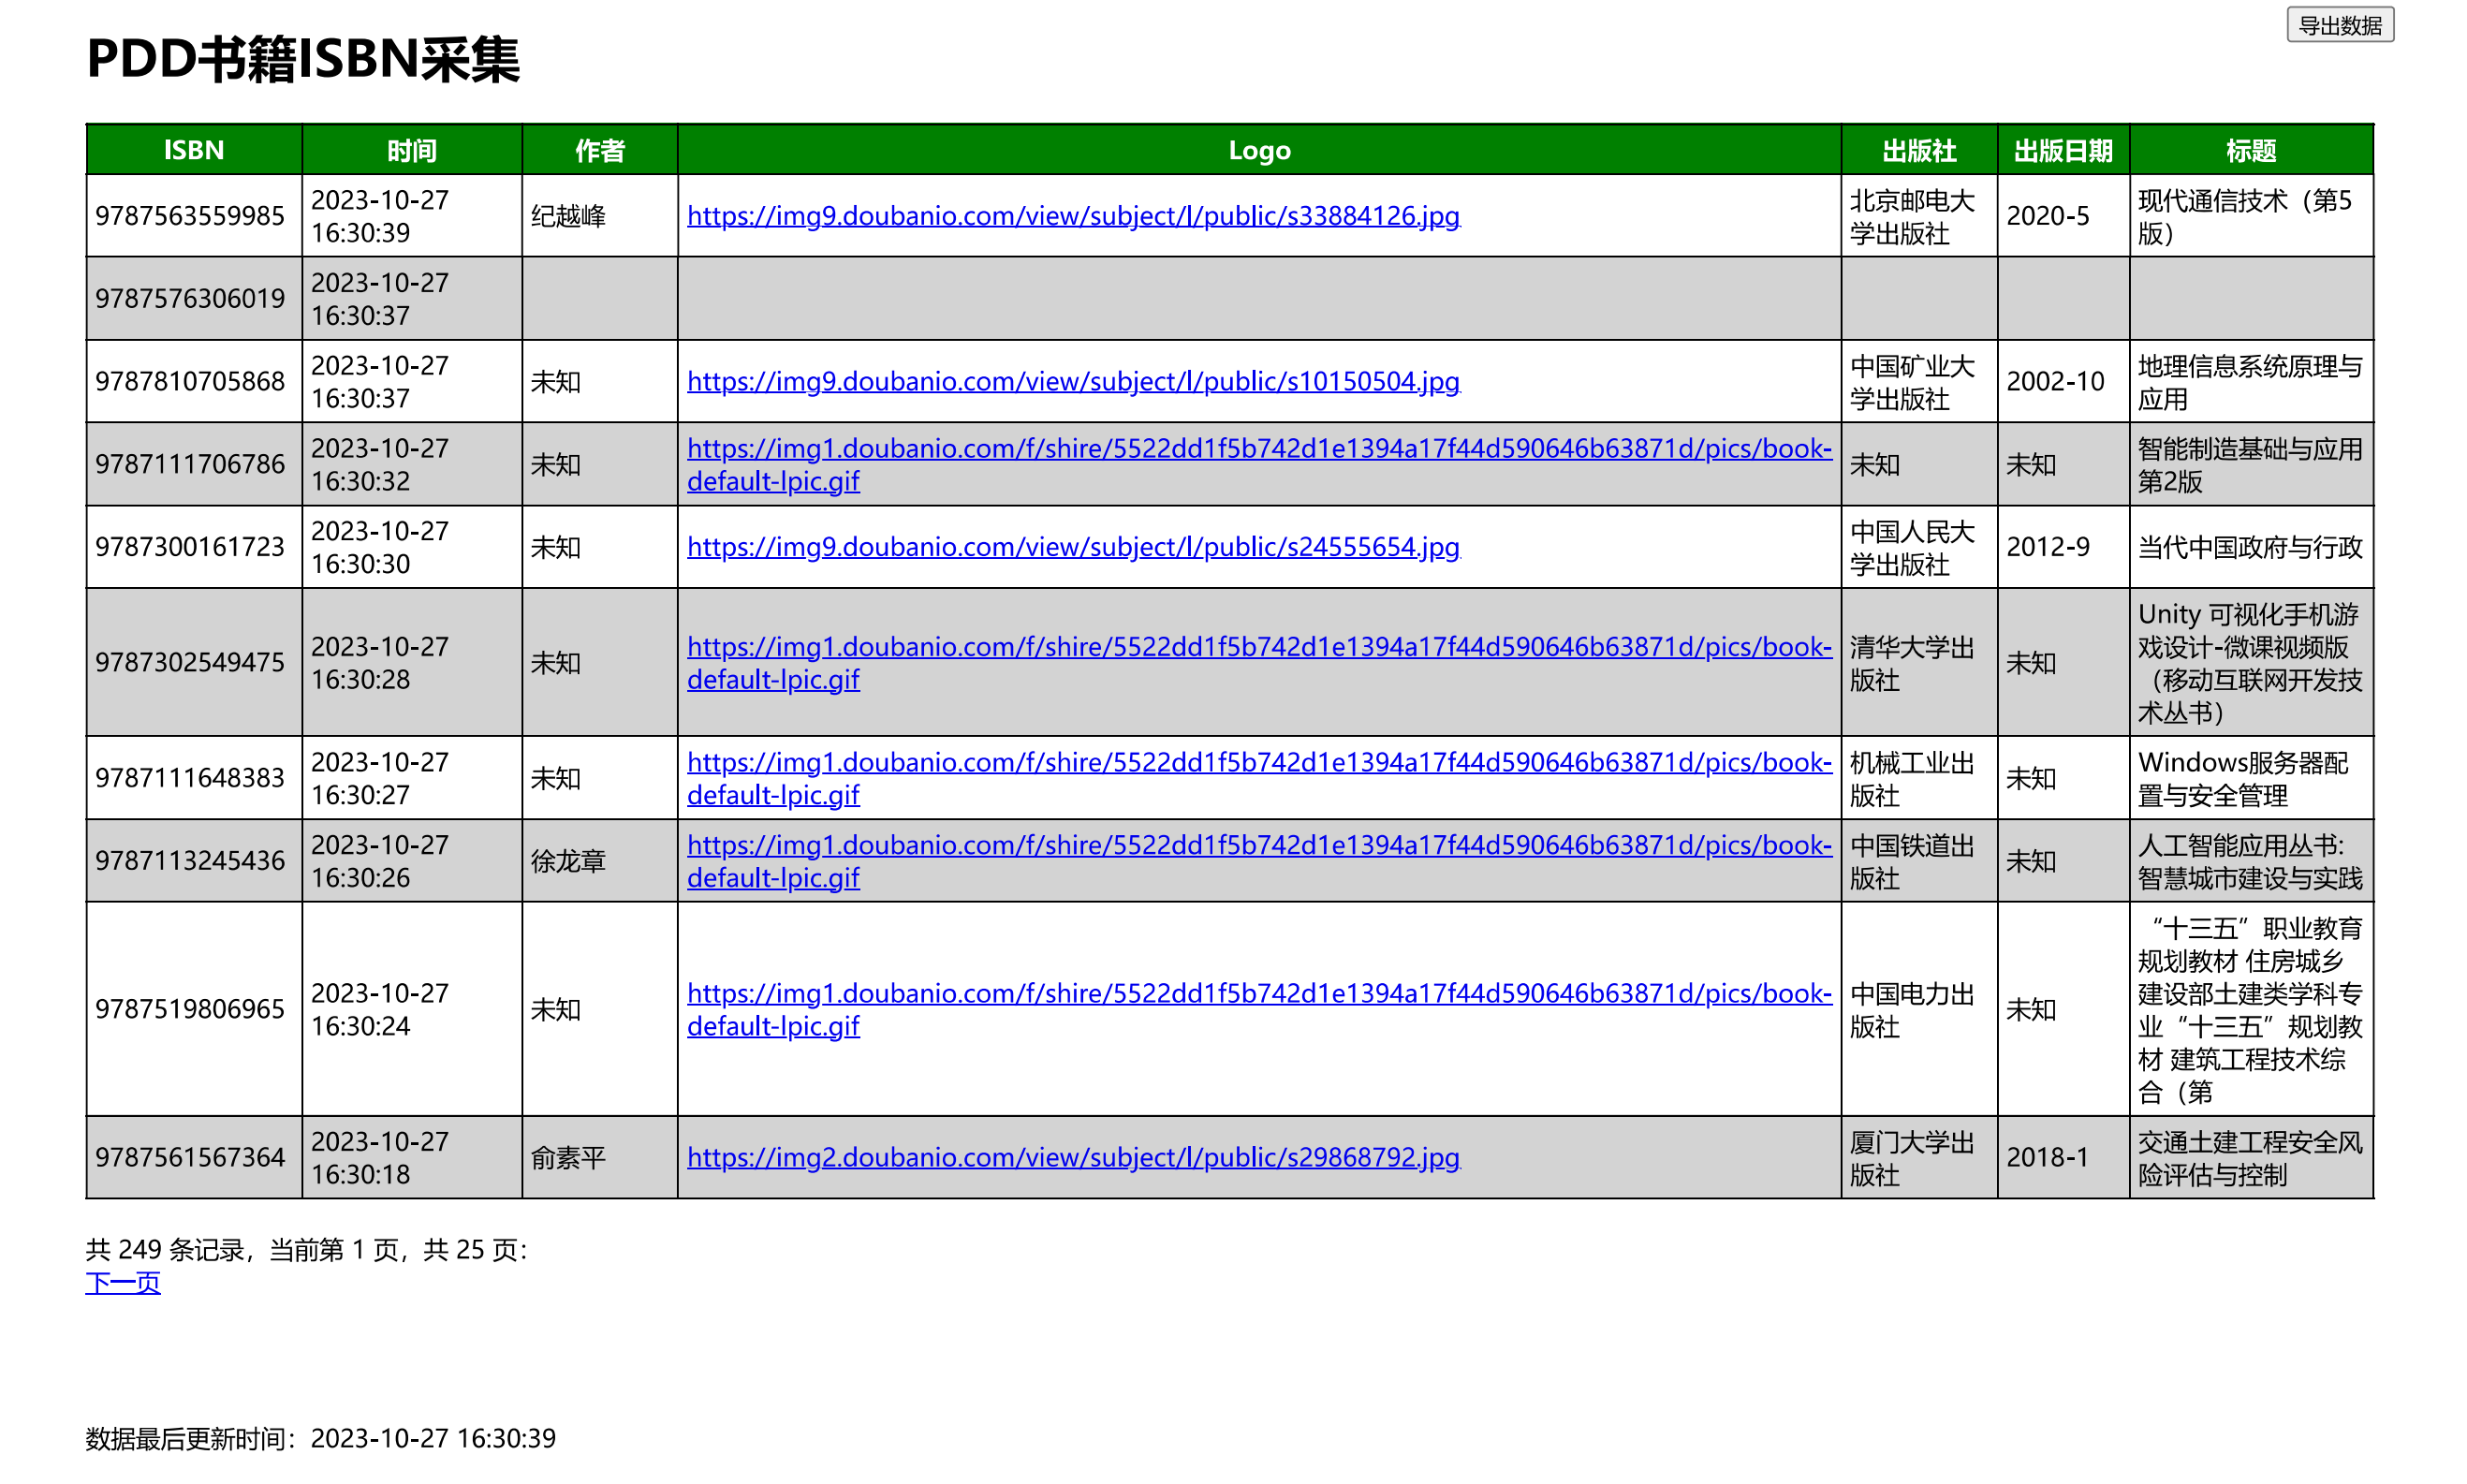 导出数据
PDD书籍ISBN采集
ISBN 时间 作者 Logo 出版社 出版日期 标题
9787563559985
2023-10-27
16:30:39
纪越峰
https://img9.doubanio.com/view/subject/l/public/s33884126.jpg
北京邮电大
学出版社
2020-5
现代通信技术（第5
版）
9787576306019
2023-10-27
16:30:37
9787810705868
2023-10-27
16:30:37
未知
https://img9.doubanio.com/view/subject/l/public/s10150504.jpg
中国矿业大
学出版社
2002-10
地理信息系统原理与
应用
9787111706786
2023-10-27
16:30:32
未知
https://img1.doubanio.com/f/shire/5522dd1f5b742d1e1394a17f44d590646b63871d/pics/book-
default-lpic.gif
未知
未知
智能制造基础与应用
第2版
9787300161723
2023-10-27
16:30:30
未知
https://img9.doubanio.com/view/subject/l/public/s24555654.jpg
中国人民大
学出版社
2012-9
当代中国政府与行政
9787302549475
2023-10-27
16:30:28
未知
https://img1.doubanio.com/f/shire/5522dd1f5b742d1e1394a17f44d590646b63871d/pics/book-
default-lpic.gif
清华大学出
版社
未知
Unity 可视化手机游
戏设计-微课视频版
（移动互联网开发技
术丛书）
9787111648383
2023-10-27
16:30:27
未知
https://img1.doubanio.com/f/shire/5522dd1f5b742d1e1394a17f44d590646b63871d/pics/book-
default-lpic.gif
机械工业出
版社
未知
Windows服务器配
置与安全管理
9787113245436
2023-10-27
16:30:26
徐龙章
https://img1.doubanio.com/f/shire/5522dd1f5b742d1e1394a17f44d590646b63871d/pics/book-
default-lpic.gif
中国铁道出
版社
未知
人工智能应用丛书:
智慧城市建设与实践
9787519806965
2023-10-27
16:30:24
未知
https://img1.doubanio.com/f/shire/5522dd1f5b742d1e1394a17f44d590646b63871d/pics/book-
default-lpic.gif
中国电力出
版社
未知
“十三五”职业教育
规划教材 住房城乡
建设部土建类学科专
业“十三五”规划教
材 建筑工程技术综
合（第
9787561567364
2023-10-27
16:30:18
俞素平
https://img2.doubanio.com/view/subject/l/public/s29868792.jpg
厦门大学出
版社
2018-1
交通土建工程安全风
险评估与控制
共 249 条记录，当前第 1 页，共 25 页：
下一页
数据最后更新时间：2023-10-27 16:30:39